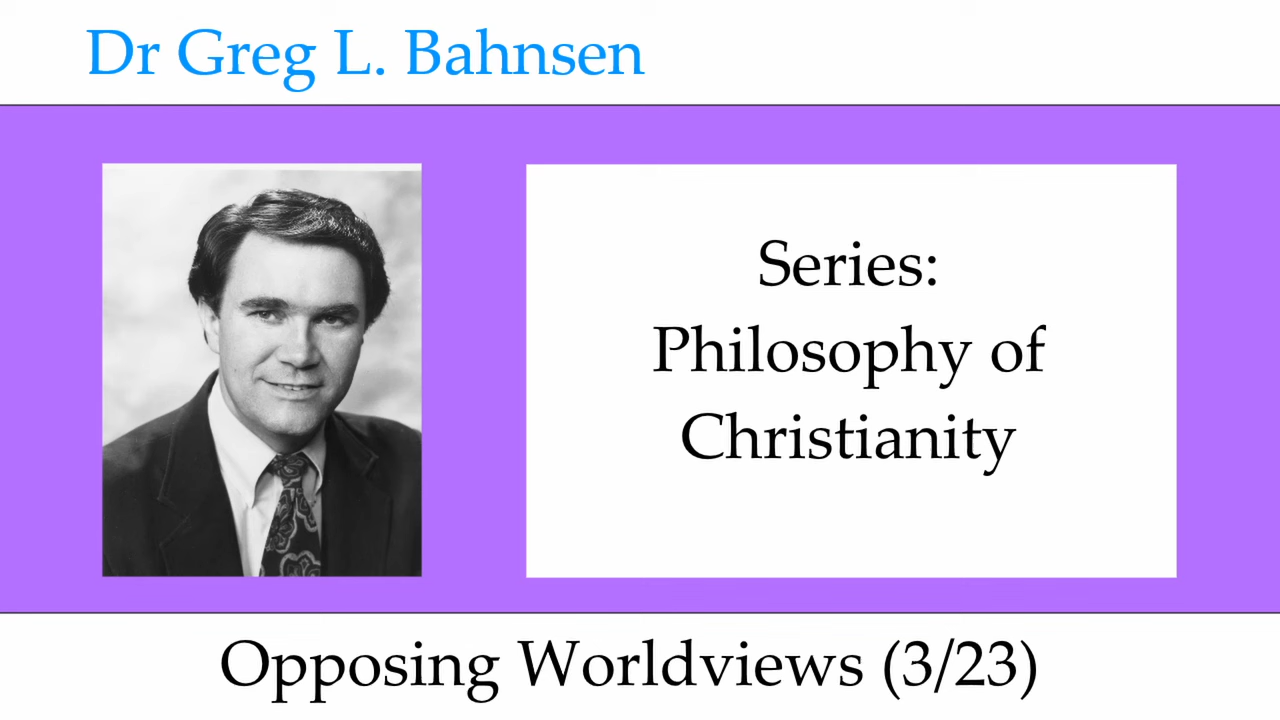 Dr Greg L. Bahnsen
Series:
Philosophy of
Christianity
Opposing Worldviews (3/23)